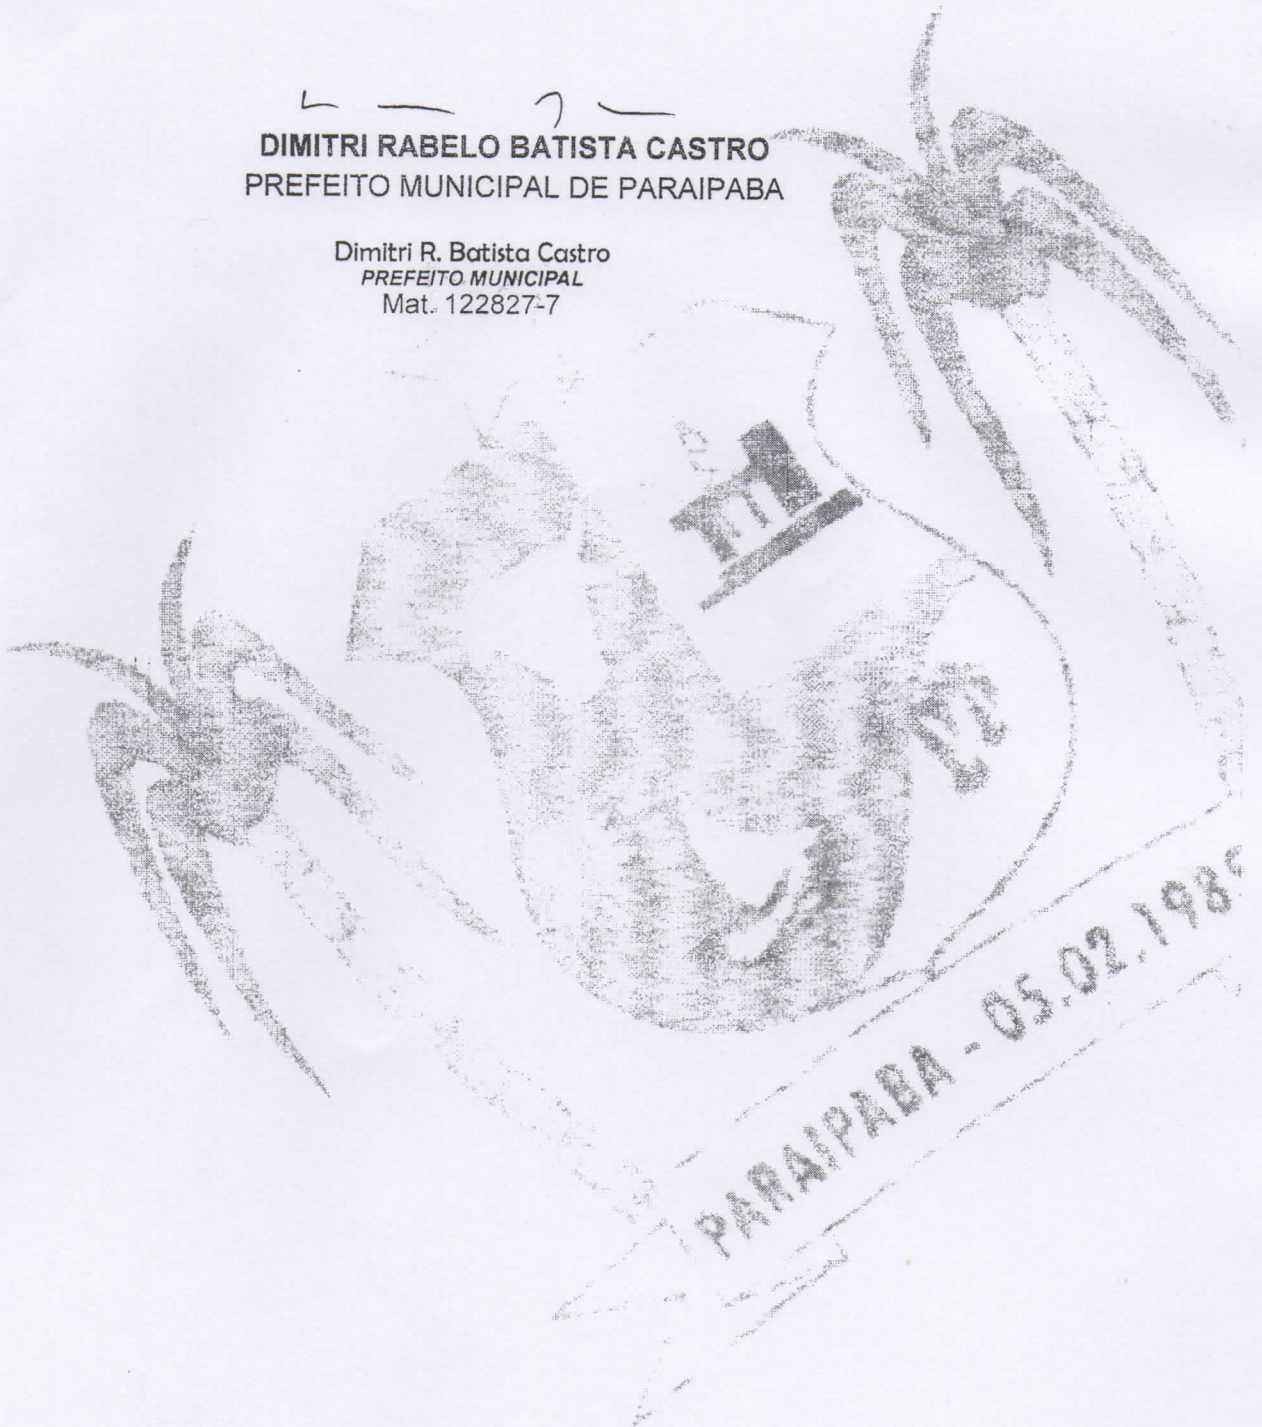 DIMITRI RABELO BATISTA CASTRO
PREFEITO MUNICIPAL DE PARAIPABA
Dimitri R. Batista Castro
PREFEITO MUNICIPAL
Mat. 122827-7
PARAIPABA - 05.02.198